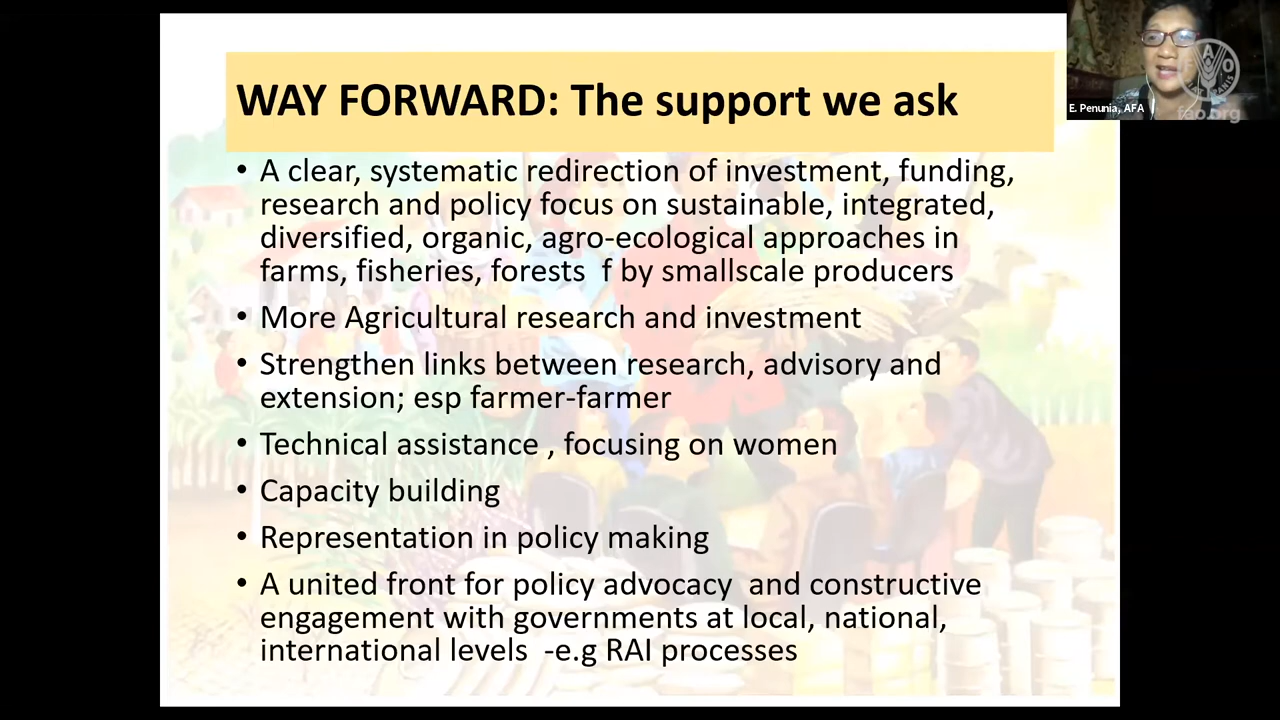 WAY FORWARD: The support we ask
• A clear, systematic redirection of investment, funding,
research and policy focus on sustainable, integrated,
diversified, organic, agro-ecological approaches in
farms, fisheries, forests  f by smallscale producers
• More Agricultural research and investment
• Strengthen links between research, advisory and
extension; esp farmer-farmer
• Technical assistance , focusing on women
• Capacity building
• Representation in policy making
• A united front for policy advocacy  and constructive
engagement with governments at local, national,
international levels  -e.g RAI processes
E. Penunia, AFA
fao.org